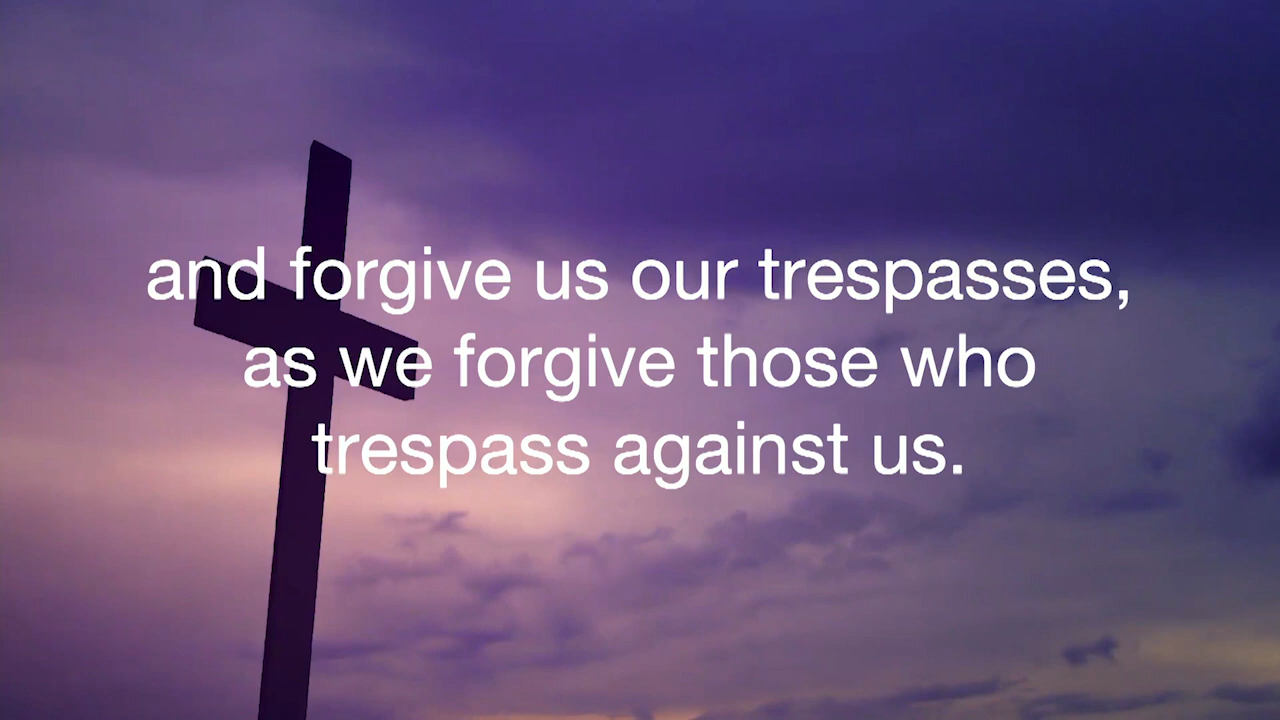 and forgive us our trespasses,
as we forgive those who
trespass against us.